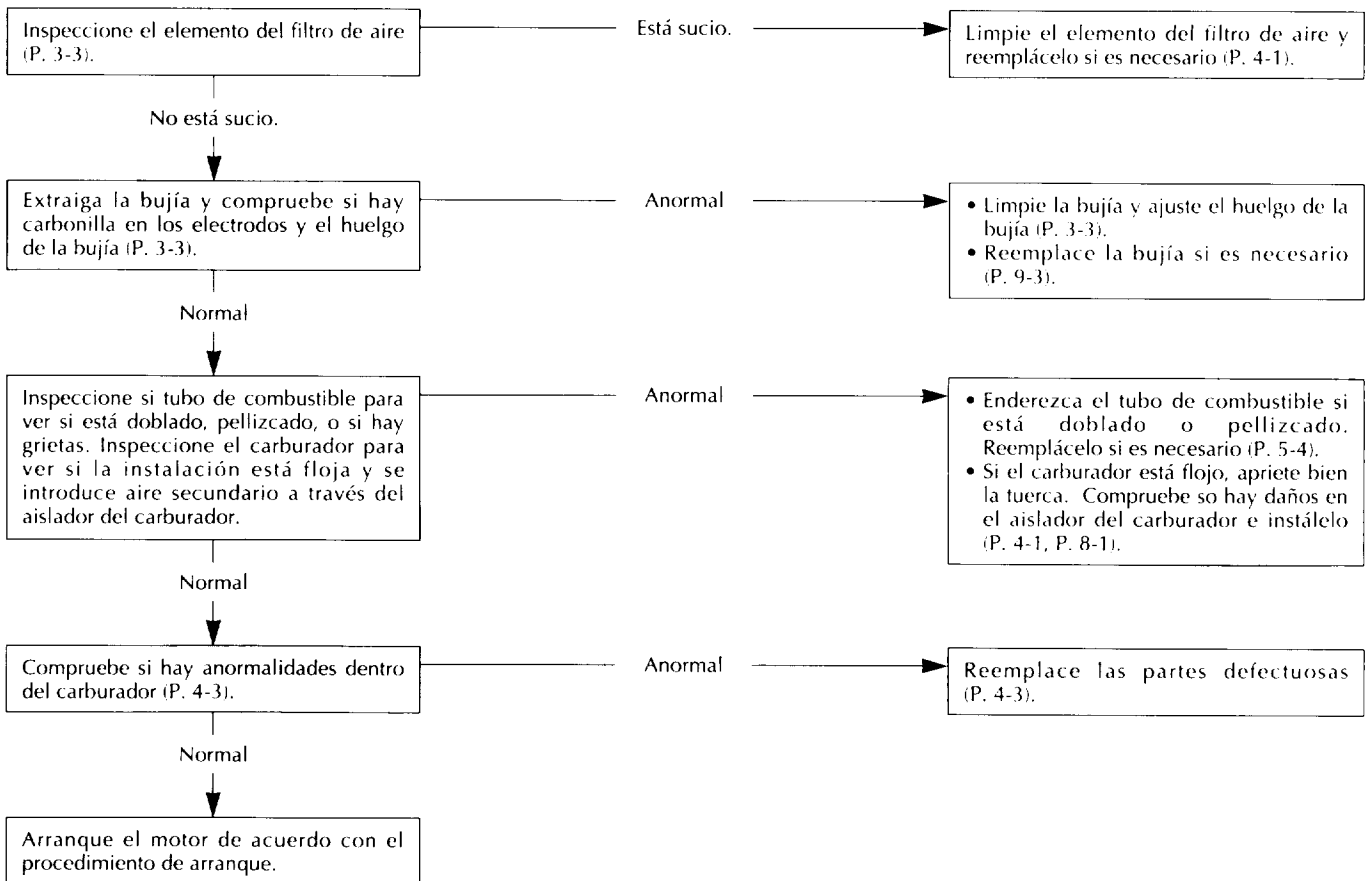 Inspeccione el elemento del filtro de aire
(P. 3-3).
Está sucio.
Limpie el elemento del filtro de aire y
reemplácelo si es necesario (P. 4-1).
No está sucio.
Extraiga la bujía y compruebe si hay
carbonilla en los electrodos y el huelgo
de la bujía (P. 3-3).
Anormal
• Limpie la bujía y ajuste el huelgo de la
bujía (P. 3-3).
• Reemplace la bujía si es necesario
(P. 9-3).
Normal
Inspeccione si tubo de combustible para
ver si está doblado, pellizcado, o si hay
grietas. Inspeccione el carburador para
ver si la instalación está floja y se
introduce aire secundario a través del
aislador del carburador.
Anormal
• Enderezca el tubo de combustible si
está doblado o pellizcado.
Reemplácelo si es necesario (P. 5-4).
• Si el carburador está flojo, apriete bien
la tuerca. Compruebe so hay daños en
el aislador del carburador e instálelo
(P. 4-1, P. 8-1).
Normal
Compruebe si hay anormalidades dentro
del carburador (P. 4-3).
Anormal
Reemplace las partes defectuosas
(P. 4-3).
Normal
Arranque el motor de acuerdo con el
procedimiento de arranque.